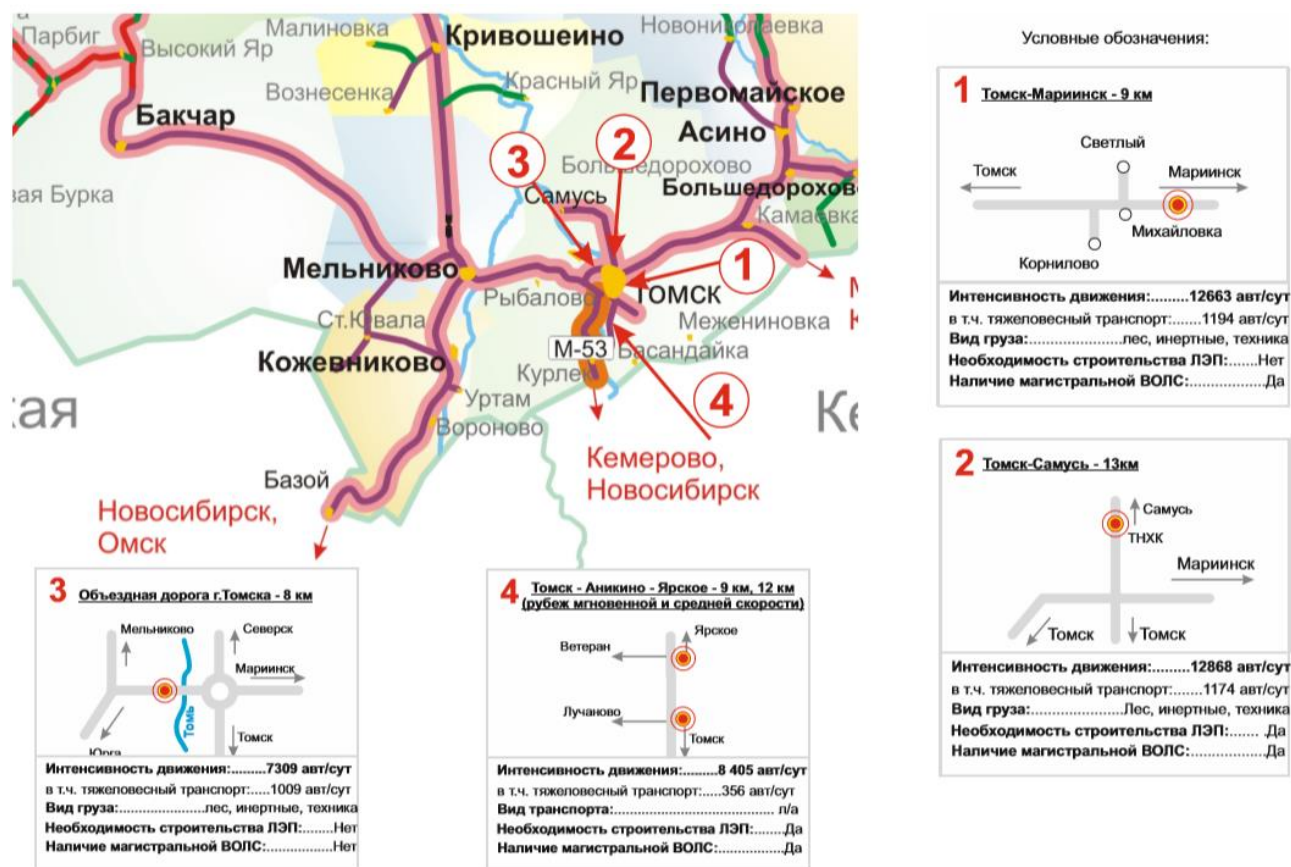 Парбиг
Высокий Яр
Малиновка
Кривошеино
Новониколаевка
Вознесенка
Красный Яр
Первомайское
Бакчар
Асино
3
2
Большедорохово
Самусь
Большедорохово
Камаевка
вая Бурка
Мельниково
1
Рыбалово
ТОМСК
Ст.Ювала
Межениновка
М-53
Басандайка
Кожевниково
Курлек
4
Уртам
кая
Вороново
Ке
Кемерово,
Новосибирск
Базой
Новосибирск,
Омск
Условные обозначения:
1 Томск-Мариинск - 9 км
Светлый
Томск
Мариинск
Михайловка
Корнилово
Интенсивность движения:.........12663 авт/сут
в т.ч. тяжеловесный транспорт:.....1194 авт/сут
Вид груза:.................лес, инертные, техника
Необходимость строительства ЛЭП:......Нет
Наличие магистральной ВОЛС:.................Да
2 Томск-Самусь - 13км
Самусь
ТНХК
Мариинск
Томск
Томск
Интенсивность движения:.........12868 авт/сут
в т.ч. тяжеловесный транспорт:.....1174 авт/сут
Вид груза:.................Лес, инертные, техника
Необходимость строительства ЛЭП:...... .Да
Наличие магистральной ВОЛС:.................Да
3 Объездная дорога г.Томска - 8 км
Мельниково
Северск
Мариинск
Томь
Томск
Юрга
Интенсивность движения:.........7309 авт/сут
в т.ч. тяжеловесный транспорт:.....1009 авт/сут
Вид груза:...............лес, инертные, техника
Необходимость строительства ЛЭП:.......Нет
Наличие магистральной ВОЛС:................Нет
4 Томск - Аникино - Ярское - 9 км, 12 км
(рубеж мгновенной и средней скорости)
Ветеран
Ярское
Лучаново
Томск
Интенсивность движения:.........8 405 авт/сут
в т.ч. тяжеловесный транспорт:.....356 авт/сут
Вид транспорта:............................... л/а
Необходимость строительства ЛЭП:.......Да
Наличие магистральной ВОЛС:.................Да